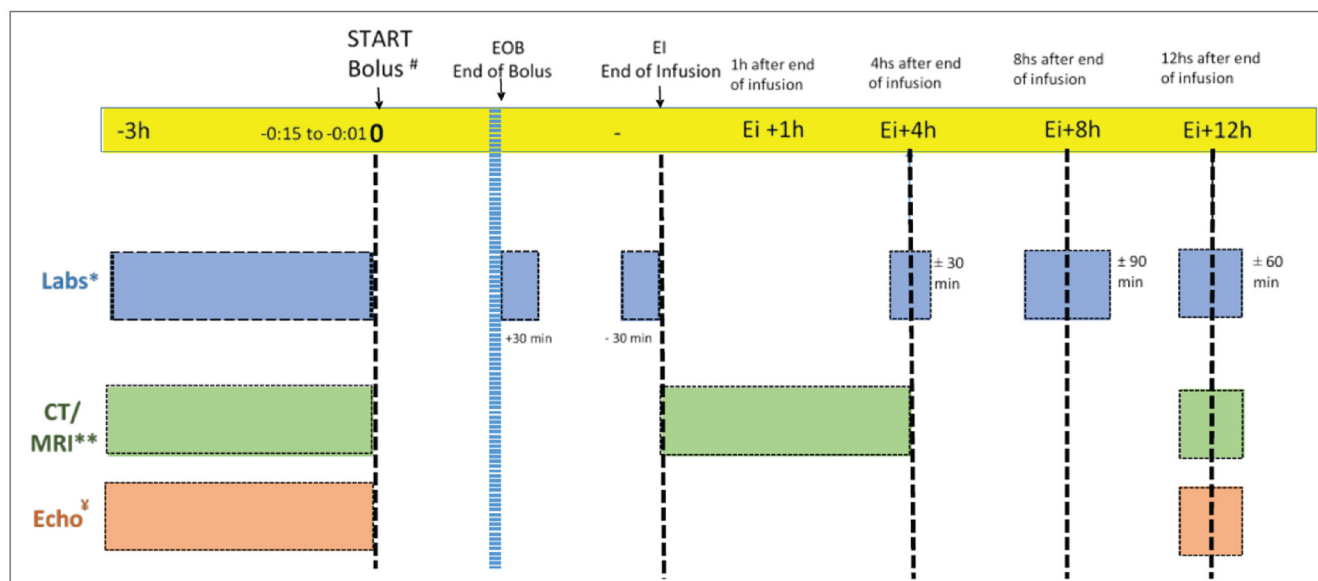 START
Bolus #
EOB
End of Bolus
EI
End of Infusion
1h after end
of infusion
4hs after end
of infusion
8hs after end
of infusion
12hs after end
of infusion
-3h
-0:15 to -0:01 0
-
Ei +1h
Ei+4h
Ei+8h
Ei+12h
Labs*
+30 min
- 30 min
± 30
min
± 90
min
± 60
min
CT/
MRI**
Echo¥